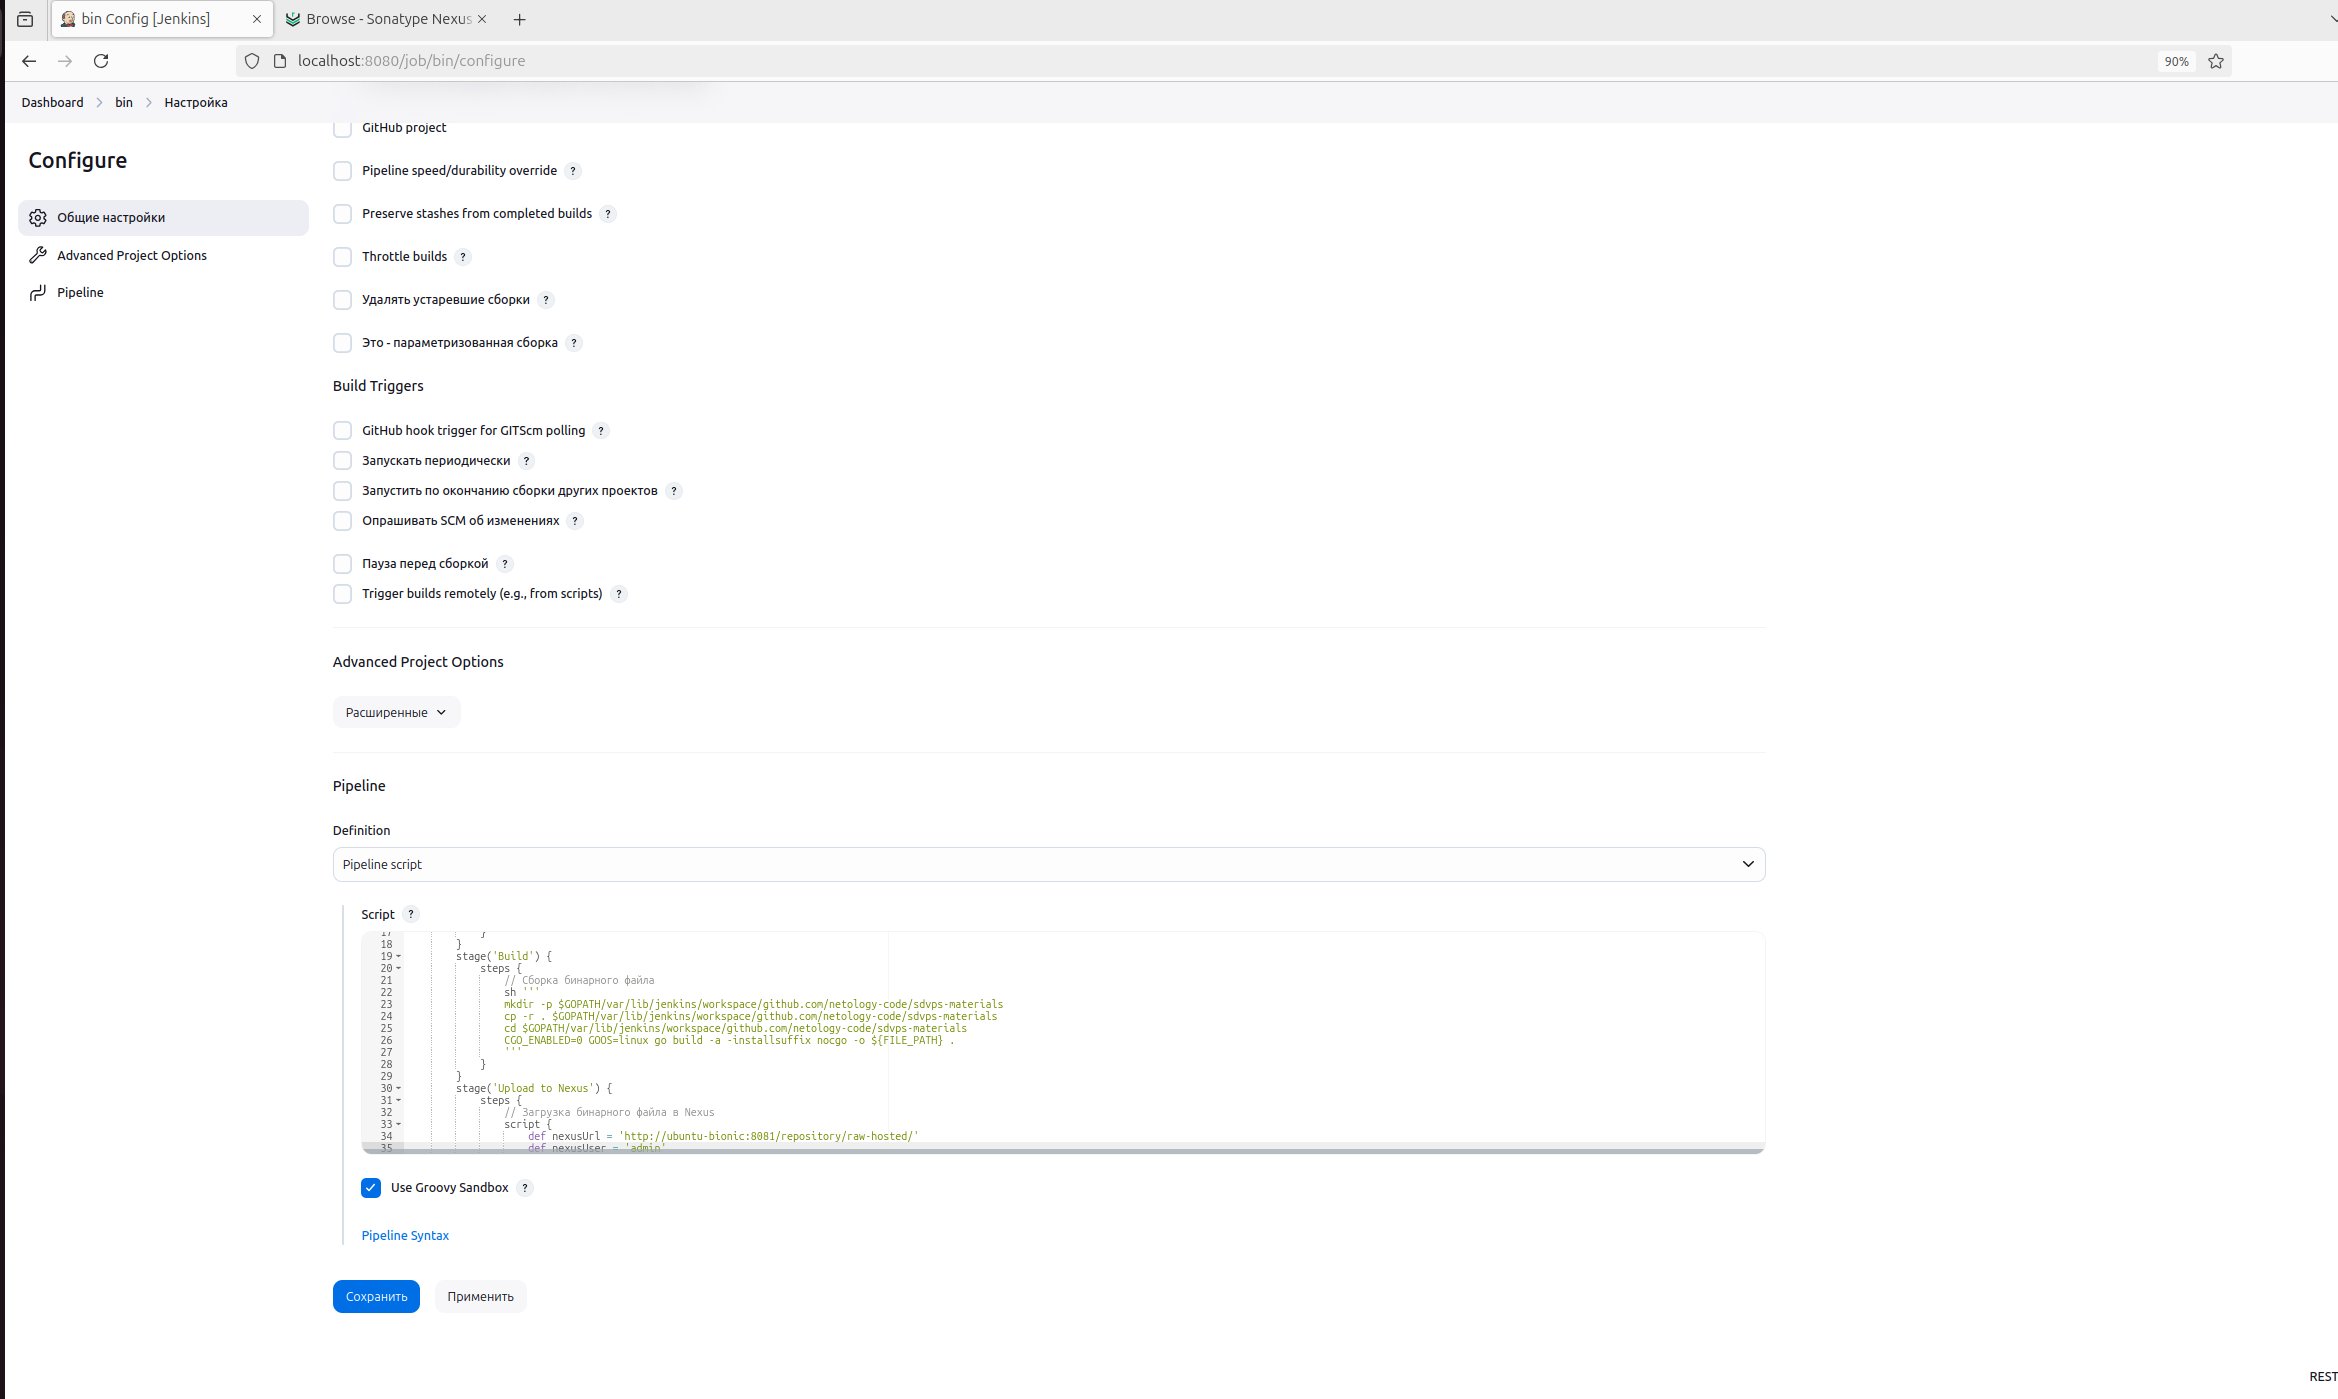 bin Config [Jenkins]
Browse - Sonatype Nexus
localhost:8080/job/bin/configure
90%
Dashboard
bin
Настройка
Configure
Общие настройки
Advanced Project Options
Pipeline
GitHub project
Pipeline speed/durability override ?
Preserve stashes from completed builds ?
Throttle builds ?
Удалять устаревшие сборки ?
Это - параметризованная сборка ?
Build Triggers
GitHub hook trigger for GITScm polling ?
Запускать периодически ?
Запустить по окончанию сборки других проектов ?
Опрашивать SCM об изменениях ?
Пауза перед сборкой ?
Trigger builds remotely (e.g., from scripts) ?
Advanced Project Options
Расширенные
Pipeline
Definition
Pipeline script
Script ?
17 }
18 }
19 stage('Build') {
20 steps {
21 // Сборка бинарного файла
22 sh '''
23 mkdir -p $GOPATH/var/lib/jenkins/workspace/github.com/netology-code/sdvps-materials
24 cp -r . $GOPATH/var/lib/jenkins/workspace/github.com/netology-code/sdvps-materials
25 cd $GOPATH/var/lib/jenkins/workspace/github.com/netology-code/sdvps-materials
26 CGO_ENABLED=0 GOOS=linux go build -a -installsuffix nocgo -o ${FILE_PATH} .
27 '''
28 }
29 }
30 stage('Upload to Nexus') {
31 steps {
32 // Загрузка бинарного файла в Nexus
33 script {
34 def nexusUrl = 'http://ubuntu-bionic:8081/repository/raw-hosted/'
35 def nexusUser = 'admin'
Use Groovy Sandbox ?
Pipeline Syntax
Сохранить
Применить
REST